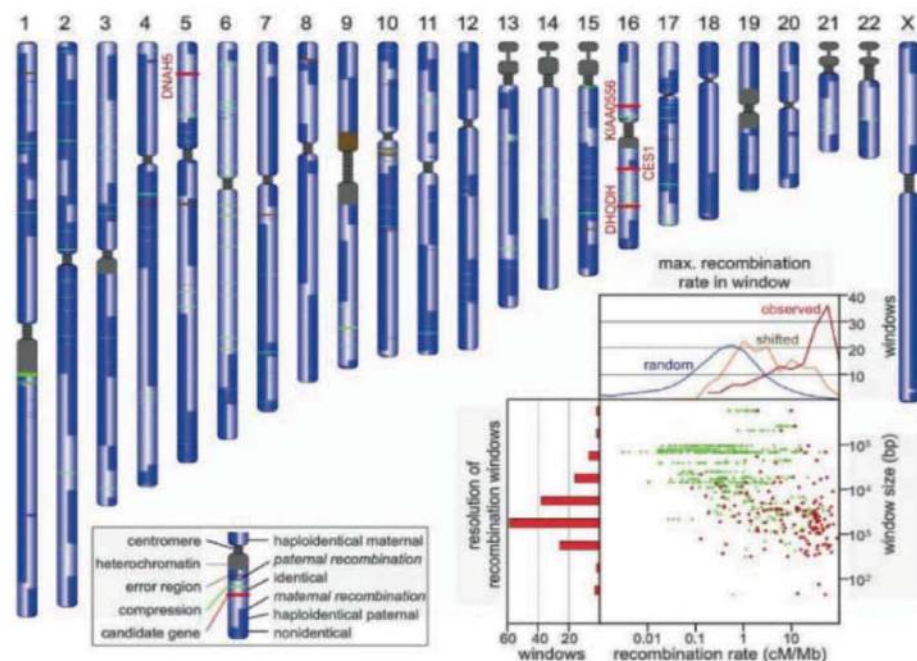 1 2 3 4 5 6 7 8 9 10 11 12 13 14 15 16 17 18 19 20 21 22 X
DNAH5
KIAA0556
CES1
DHODH
max. recombination
rate in window
observed
shifted
random
40
30
20
10
windows
resolution of
recombination windows
10⁵
10⁴
10³
10²
window size (bp)
60 40 20
windows
0.01 0.1 1 10
recombination rate (cM/Mb)
centromere
heterochromatin
error region
compression
candidate gene
haploidentical maternal
paternal recombination
identical
maternal recombination
haploidentical paternal
nonidentical